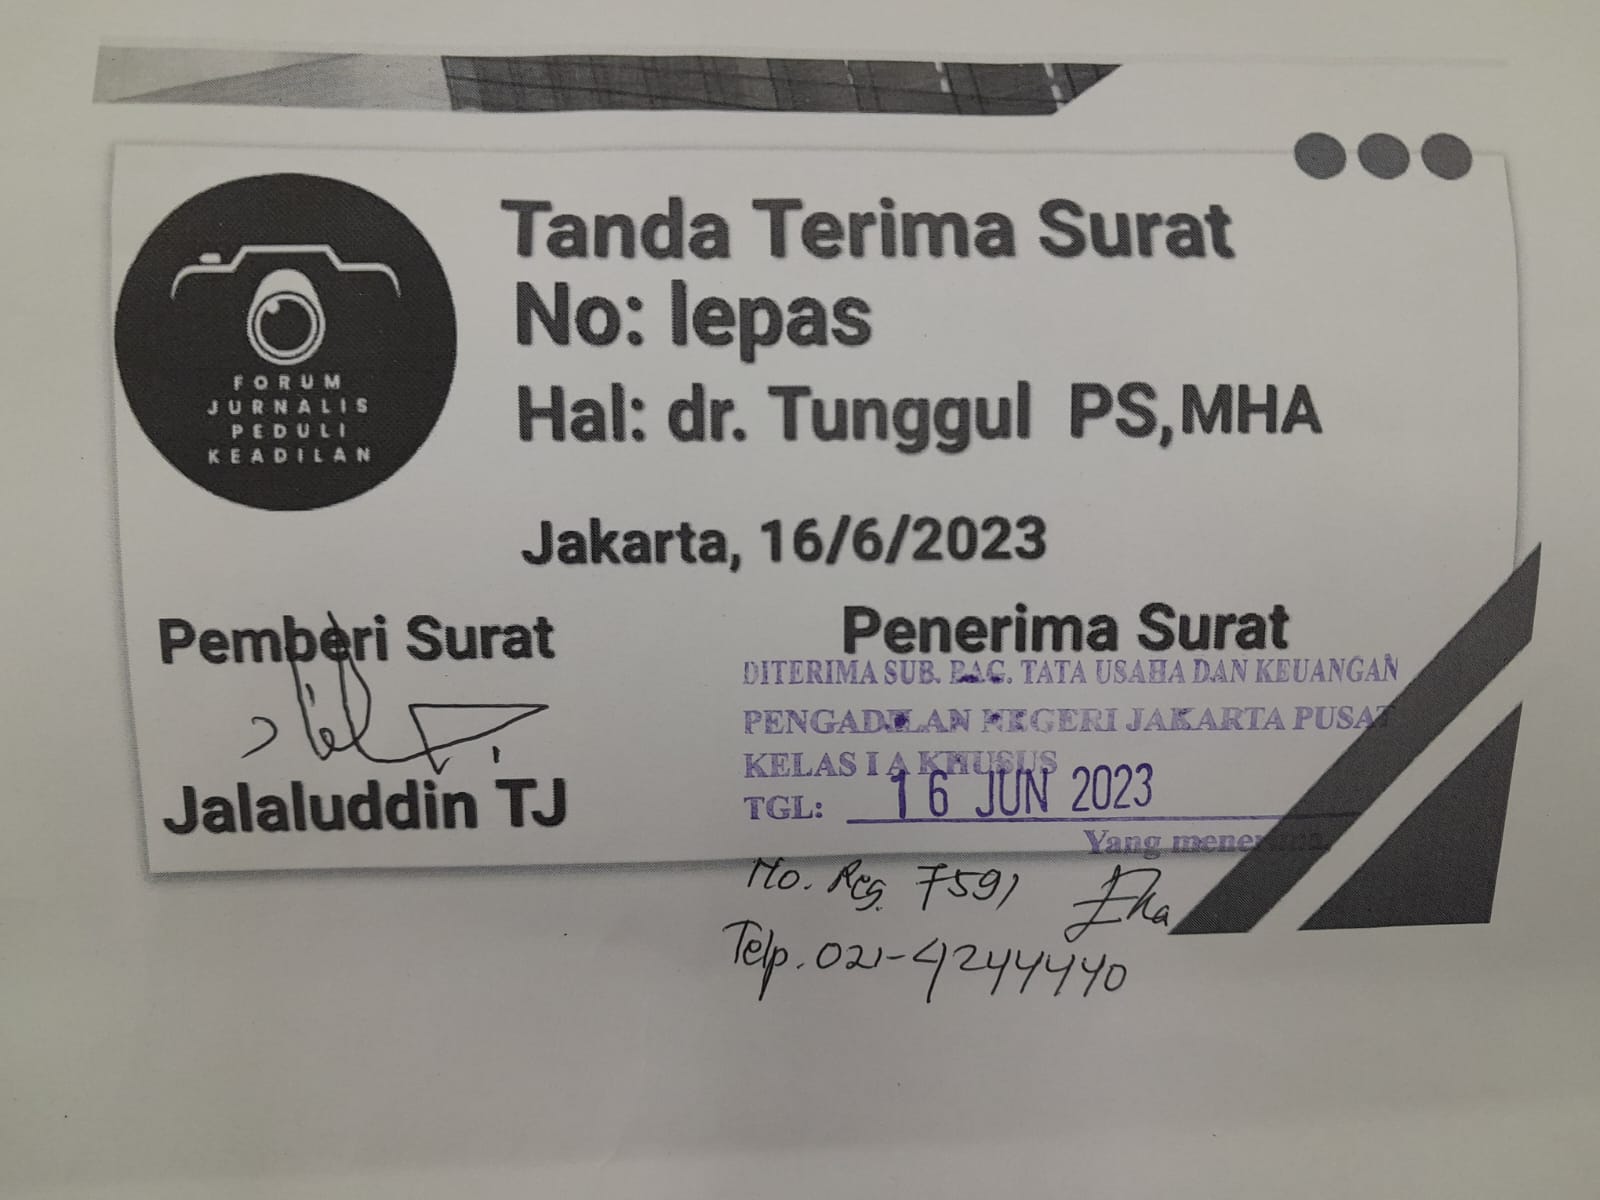 FORUM
JURNALIS
PEDULI
KEADILAN
Tanda Terima Surat
No: lepas
Hal: dr. Tunggul PS,MHA
Jakarta, 16/6/2023
Pemberi Surat
Jalaluddin TJ
Penerima Surat
DITERIMA SUB. BAG. TATA USAHA DAN KEUANGAN
PENGADILAN NEGERI JAKARTA PUSAT
KELAS I A KHUSUS
TGL: 16 JUN 2023
Yang menerima,
No. Reg. 7591 Eka
Telp. 021-4244440